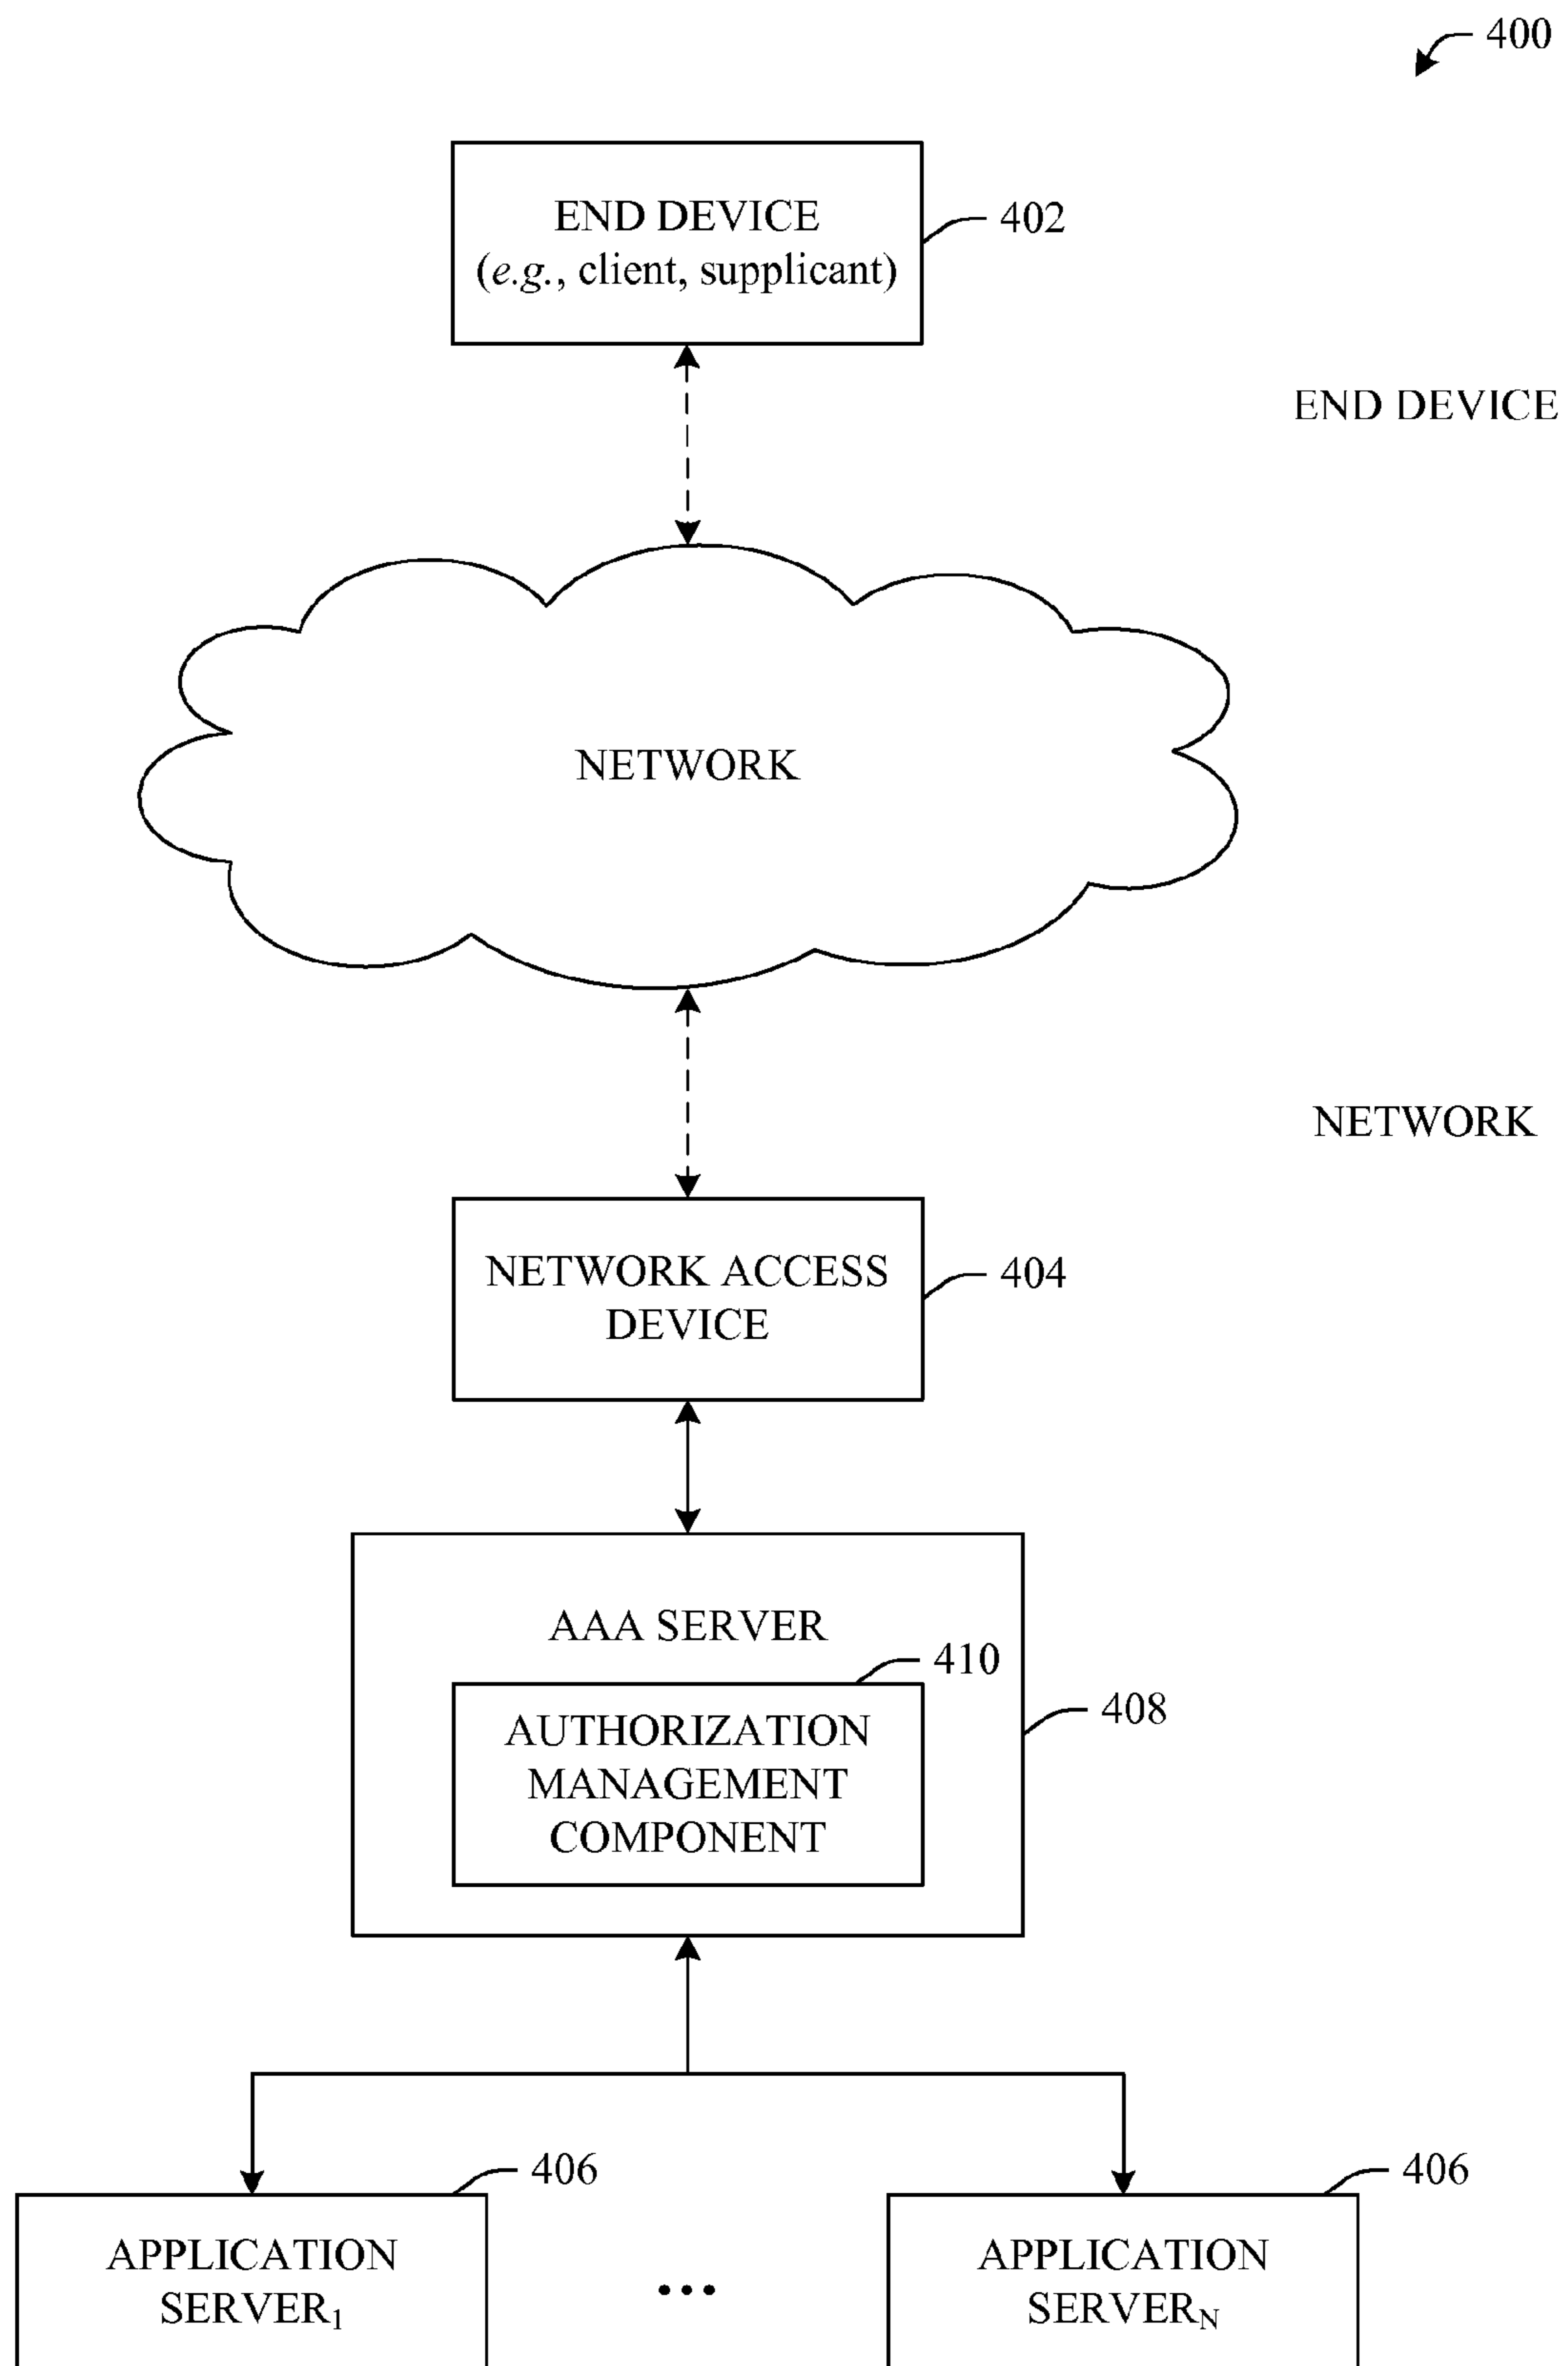 400
END DEVICE
(e.g., client, supplicant)
402
END DEVICE
NETWORK
NETWORK
NETWORK ACCESS
DEVICE
404
AAA SERVER
410
AUTHORIZATION
MANAGEMENT
COMPONENT
408
406
APPLICATION
SERVER1
...
406
APPLICATION
SERVERN